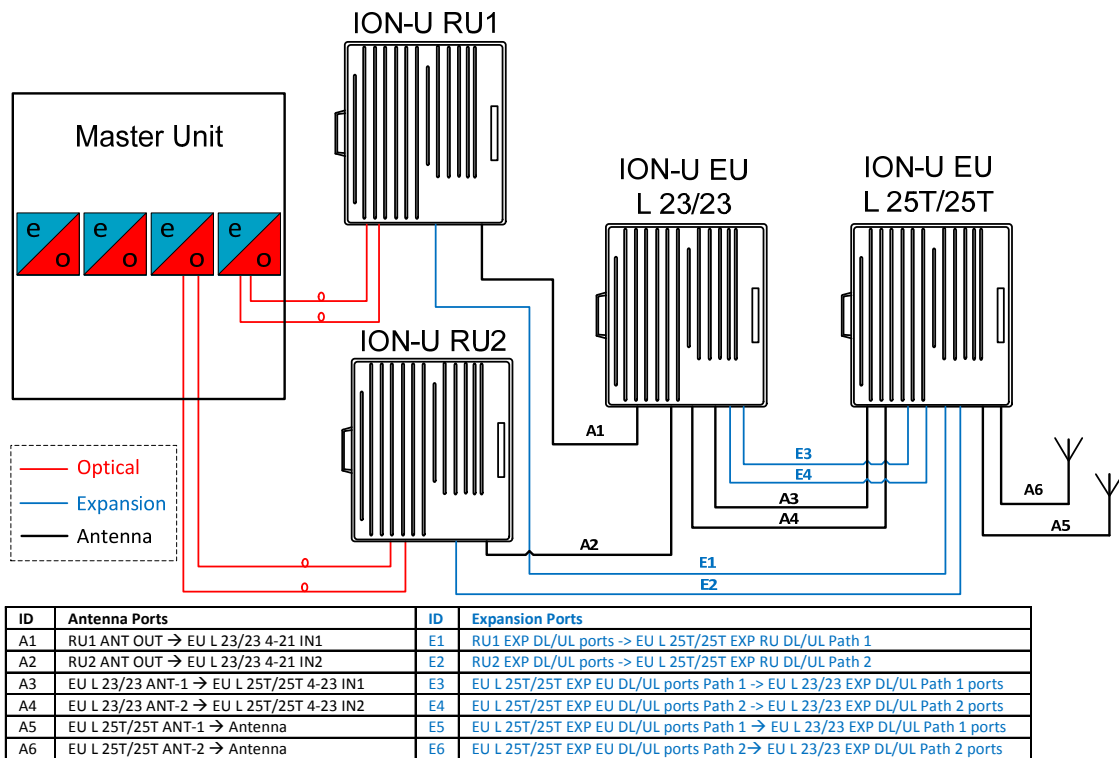 ION-U RU1
Master Unit
ION-U EU
L 23/23
ION-U EU
L 25T/25T
e
o
e
o
e
o
e
o
o
o
ION-U RU2
A1
E3
E4
A3
A4
A6
A5
Optical
Expansion
Antenna
A2
E1
E2
o
o
ID Antenna Ports ID Expansion Ports
A1 RU1 ANT OUT → EU L 23/23 4-21 IN1 E1 RU1 EXP DL/UL ports -> EU L 25T/25T EXP RU DL/UL Path 1
A2 RU2 ANT OUT → EU L 23/23 4-21 IN2 E2 RU2 EXP DL/UL ports -> EU L 25T/25T EXP RU DL/UL Path 2
A3 EU L 23/23 ANT-1 → EU L 25T/25T 4-23 IN1 E3 EU L 25T/25T EXP EU DL/UL ports Path 1 -> EU L 23/23 EXP DL/UL Path 1 ports
A4 EU L 23/23 ANT-2 → EU L 25T/25T 4-23 IN2 E4 EU L 25T/25T EXP EU DL/UL ports Path 2 -> EU L 23/23 EXP DL/UL Path 2 ports
A5 EU L 25T/25T ANT-1 → Antenna E5 EU L 25T/25T EXP EU DL/UL ports Path 1 → EU L 23/23 EXP DL/UL Path 1 ports
A6 EU L 25T/25T ANT-2 → Antenna E6 EU L 25T/25T EXP EU DL/UL ports Path 2→ EU L 23/23 EXP DL/UL Path 2 ports